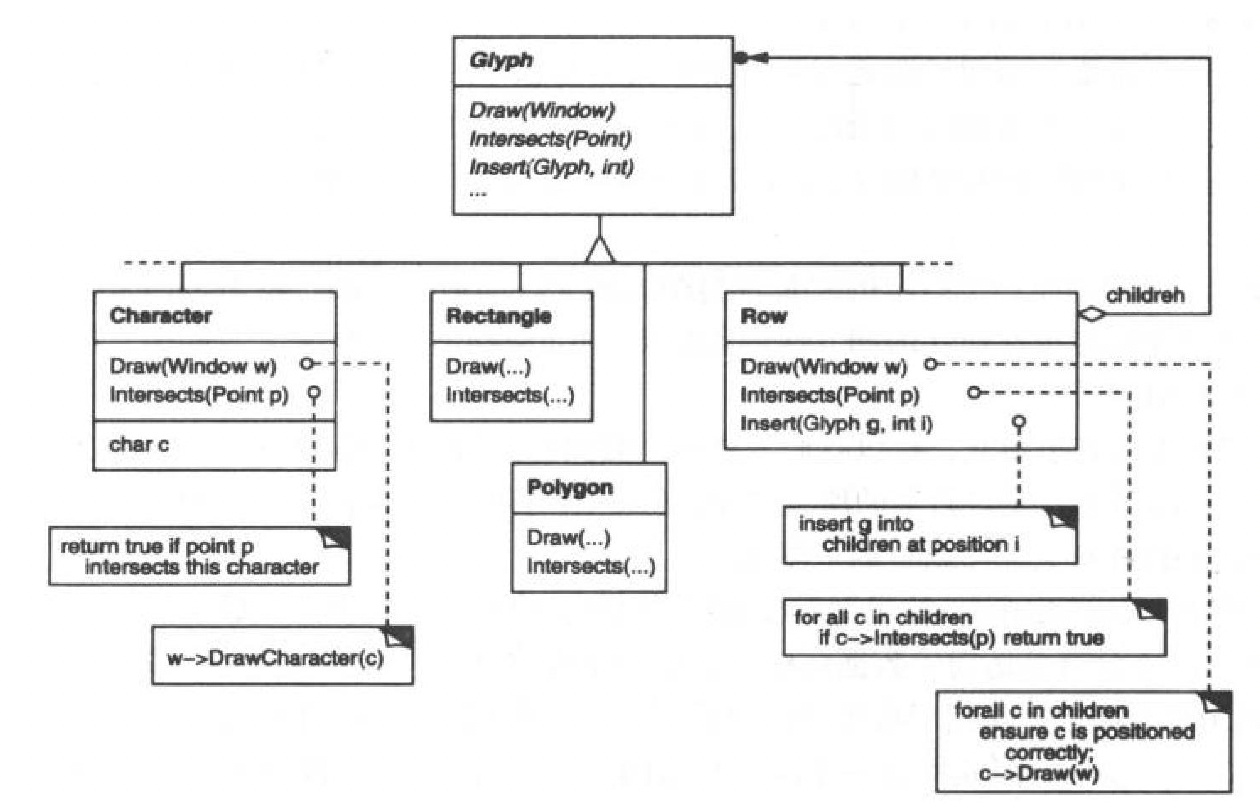 Glyph
Draw(Window)
Intersects(Point)
Insert(Glyph, int)
...
children
Character
Draw(Window w)
Intersects(Point p)
char c
Rectangle
Draw(...)
Intersects(...)
Row
Draw(Window w)
Intersects(Point p)
Insert(Glyph g, int i)
Polygon
Draw(...)
Intersects(...)
return true if point p
intersects this character
w->DrawCharacter(c)
insert g into
children at position i
for all c in children
if c->Intersects(p) return true
forall c in children
ensure c is positioned
correctly;
c->Draw(w)